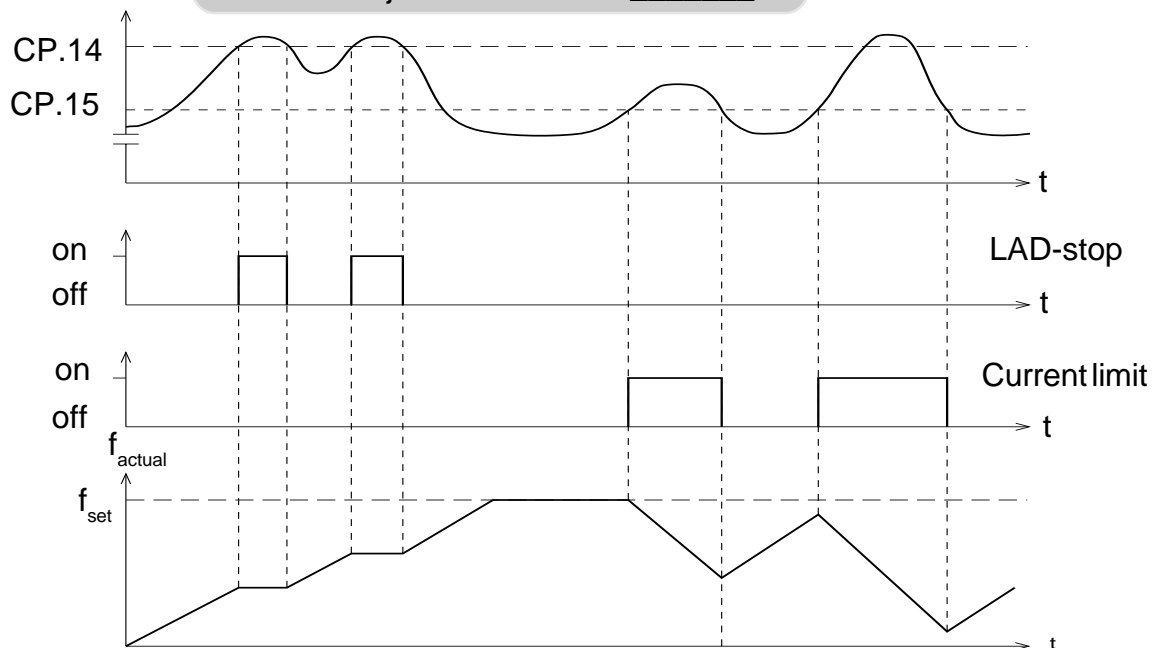 CP.14
CP.15
t
on
off
LAD-stop
t
on
off
Current limit
t
f actual
f set
t